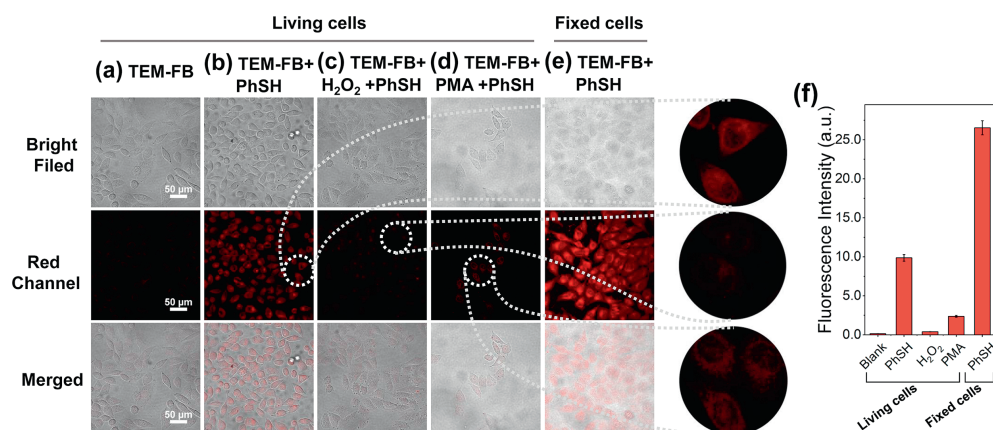 Living cells
Fixed cells
(a) TEM-FB
(b) TEM-FB+
PhSH
(c) TEM-FB+
H₂O₂ +PhSH
(d) TEM-FB+
PMA +PhSH
(e) TEM-FB+
PhSH
Bright
Filed
50 μm
50 μm
Red
Channel
Merged
50 μm
(f)
Fluorescence Intensity (a.u.)
25.0
20.0
15.0
10.0
5.0
0.0
Blank
PhSH
H₂O₂
PMA
PhSH
Living cells
Fixed cells